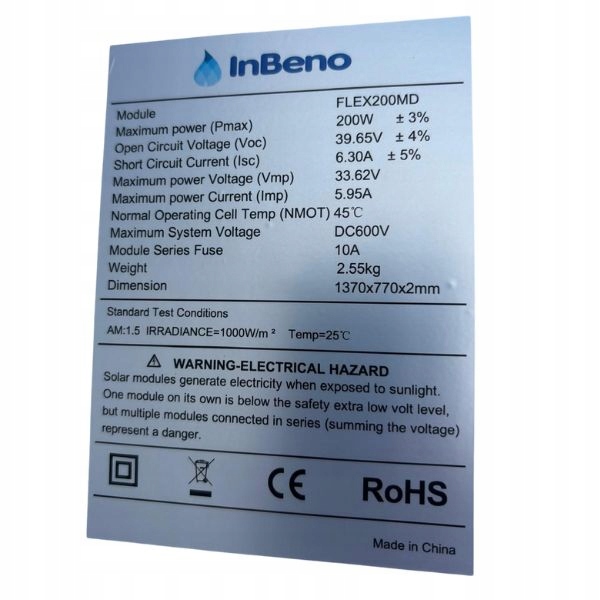 InBeno
Module FLEX200MD
Maximum power (Pmax) 200W ± 3%
Open Circuit Voltage (Voc) 39.65V ± 4%
Short Circuit Current (Isc) 6.30A ± 5%
Maximum power Voltage (Vmp) 33.62V
Maximum power Current (Imp) 5.95A
Normal Operating Cell Temp (NMOT) 45℃
Maximum System Voltage DC600V
Module Series Fuse 10A
Weight 2.55kg
Dimension 1370x770x2mm
Standard Test Conditions
AM:1.5 IRRADIANCE=1000W/m ² Temp=25℃
WARNING-ELECTRICAL HAZARD
Solar modules generate electricity when exposed to sunlight.
One module on its own is below the safety extra low volt level,
but multiple modules connected in series (summing the voltage)
represent a danger.
CE RoHS
Made in China